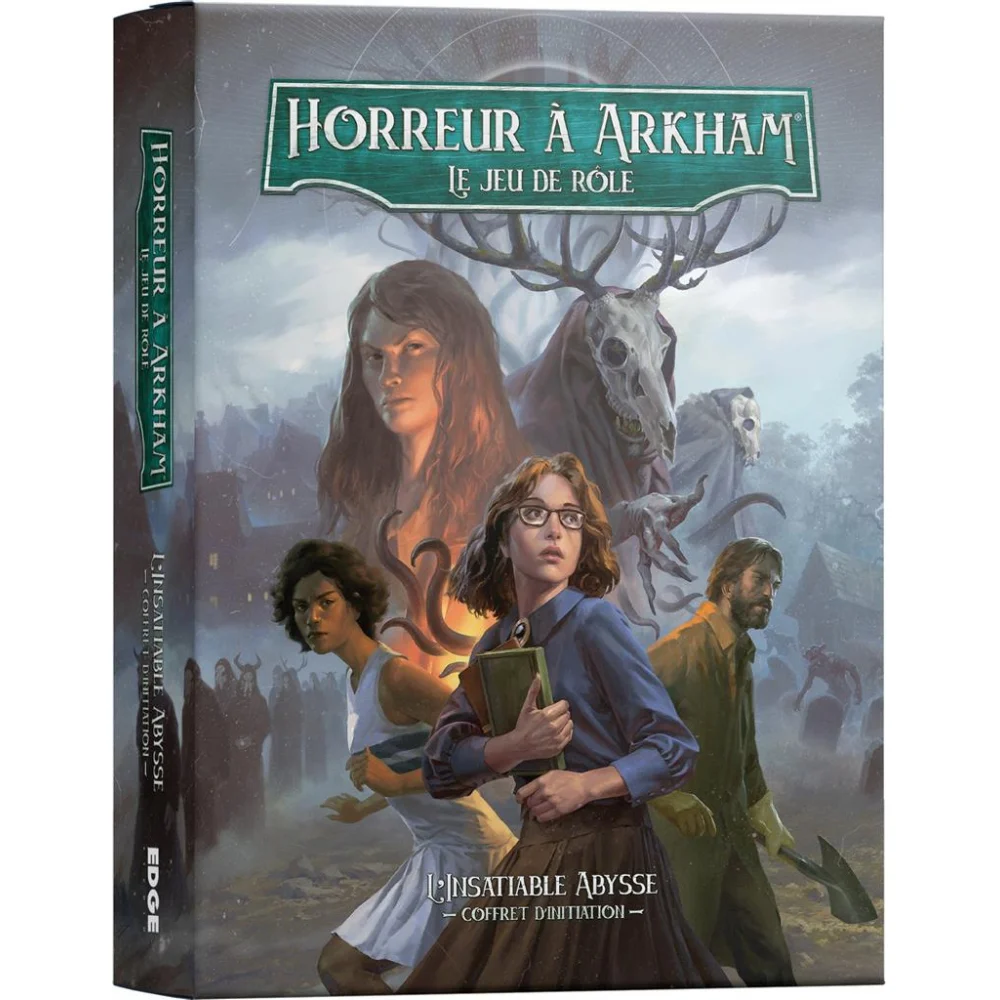 HORREUR À ARKHAM®
LE JEU DE RÔLE
L'INSATIABLE ABYSSE
– COFFRET D'INITIATION –
HORREUR À ARKHAM®
LE JEU DE RÔLE
L'INSATIABLE ABYSSE
– COFFRET D'INITIATION –
EDGE